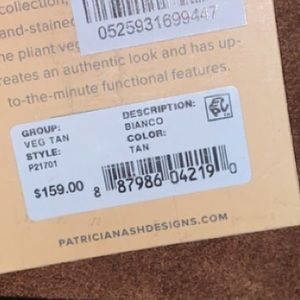 collection,
and-stained
0525931699447
the pliant veg
creates an authentic look and has up-
to-the-minute functional features.
GROUP: DESCRIPTION:
VEG TAN BIANCO
STYLE: COLOR:
P21701 TAN
$159.00 8 87986 04219 0
PATRICIANASHDESIGNS.COM